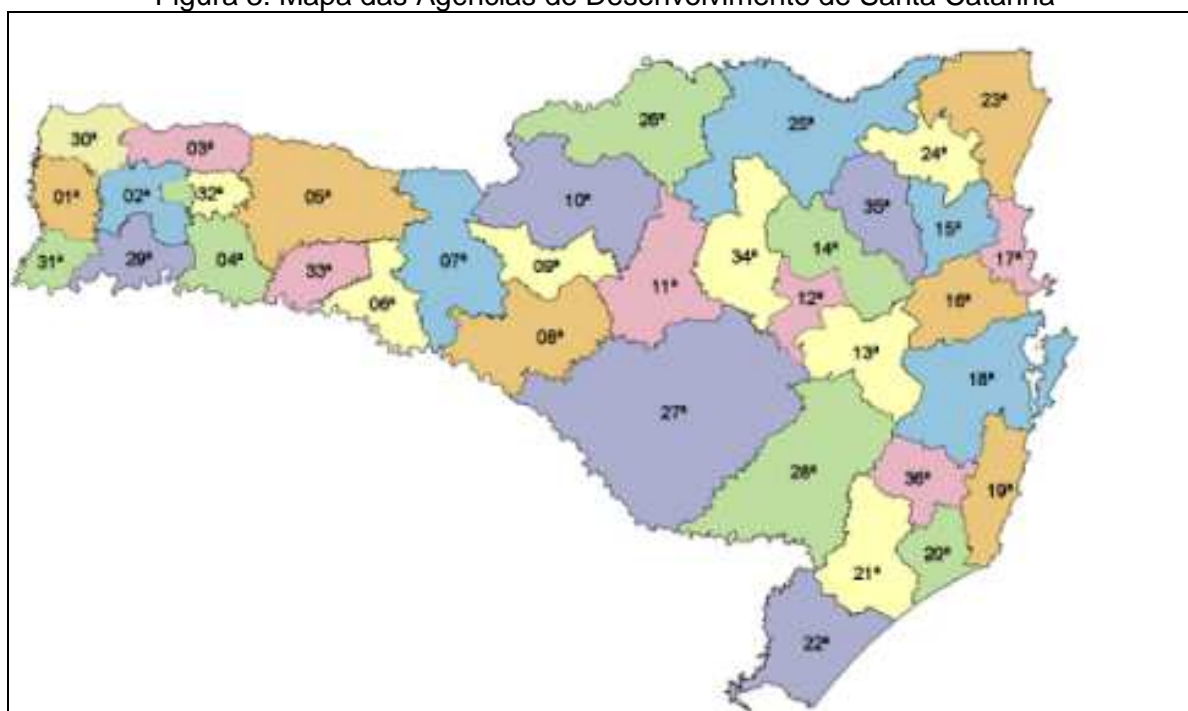 Figura Mapa das Agências de Desenvolvimento de Santa Catarina
23ª
26ª
25ª
30ª
03ª
24ª
01ª
02ª
32ª
05ª
10ª
35ª
15ª
31ª
29ª
04ª
33ª
07ª
09ª
11ª
34ª
14ª
17ª
06ª
08ª
12ª
16ª
13ª
18ª
27ª
28ª
36ª
19ª
21ª
20ª
22ª